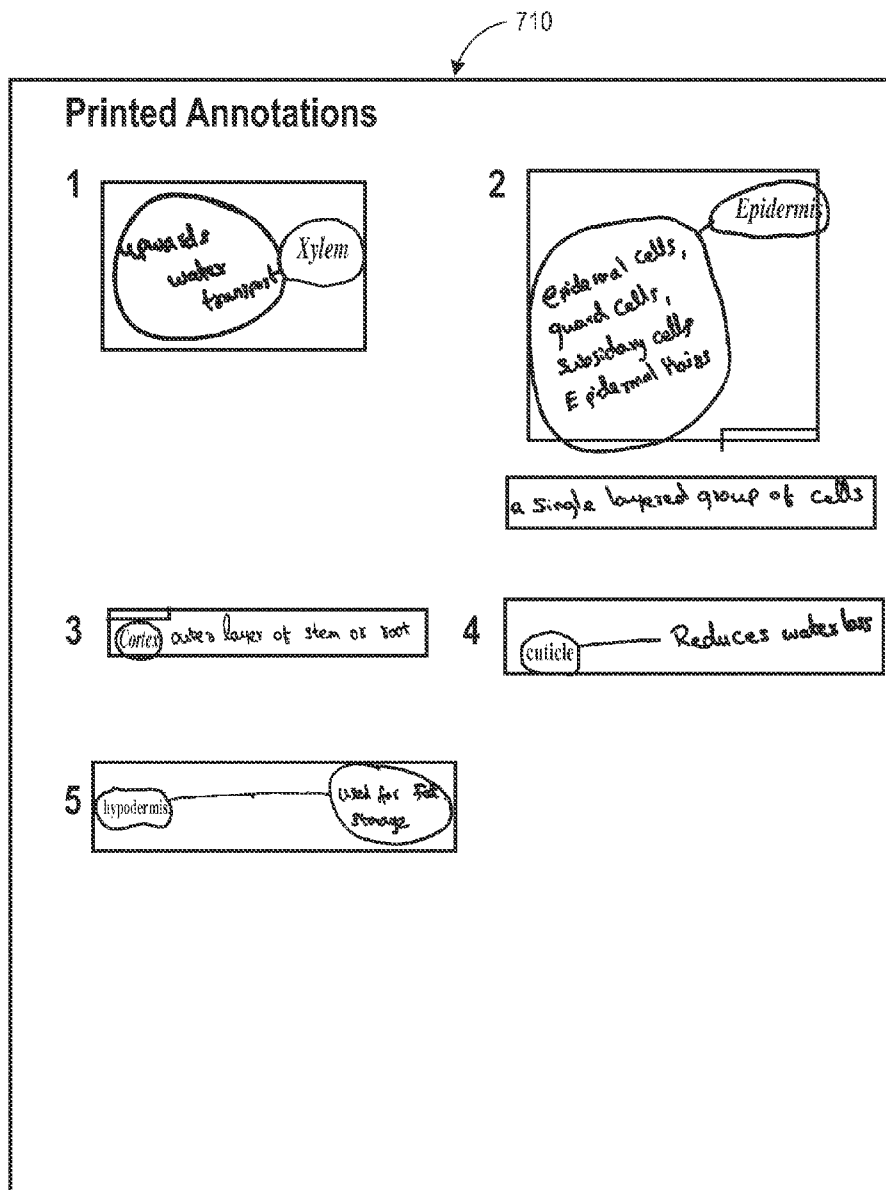 710
Printed Annotations
1
upwards
water
transport
Xylem
2
Epidermis
epidermal cells,
guard cells,
subsidary cells
Epidermal Hairs
a single layered group of cells
3
Cortex outer layer of stem or root
4
cuticle Reduces water loss
5
hypodermis
used for Fat
storage